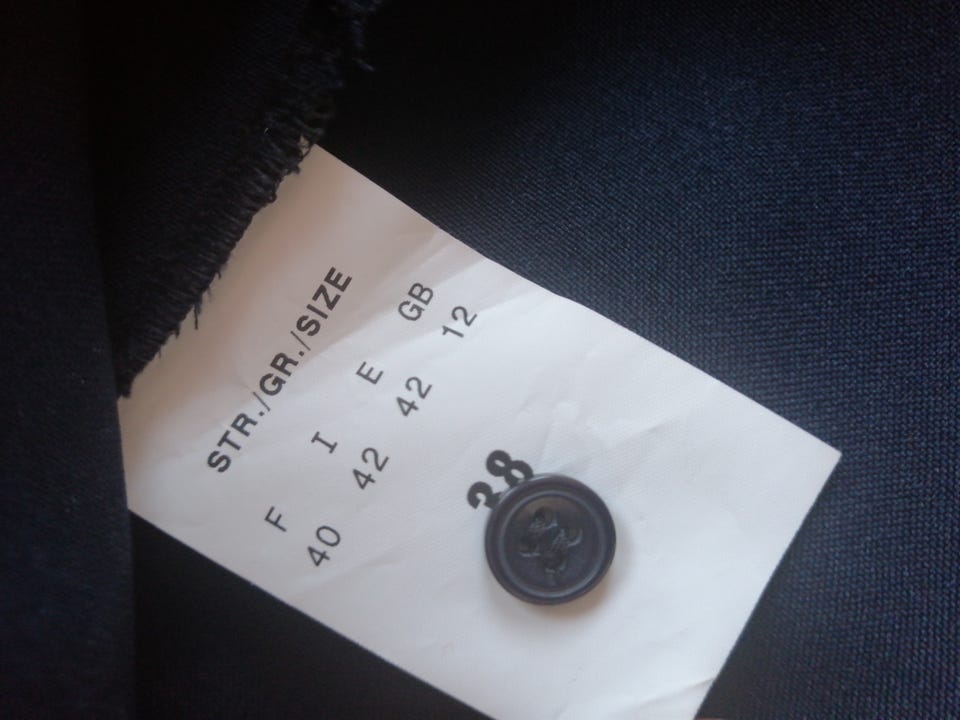 STR./GR./SIZE
F I E GB
40 42 42 12
38